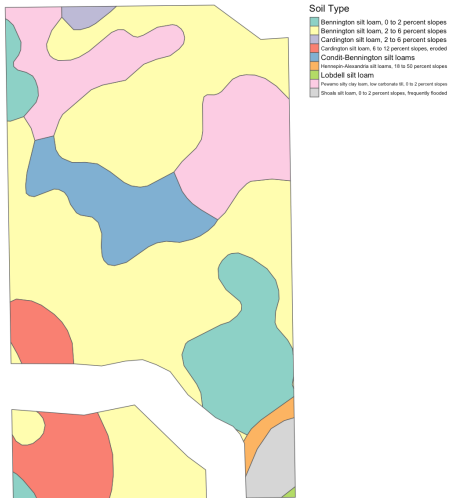 Soil Type
Bennington silt loam, 0 to 2 percent slopes
Bennington silt loam, 2 to 6 percent slopes
Cardington silt loam, 2 to 6 percent slopes
Cardington silt loam, 6 to 12 percent slopes, eroded
Condit-Bennington silt loams
Hennepin-Alexandria silt loams, 18 to 50 percent slopes
Lobdell silt loam
Pewamo silty clay loam, low carbonate till, 0 to 2 percent slopes
Shoals silt loam, 0 to 2 percent slopes, frequently flooded